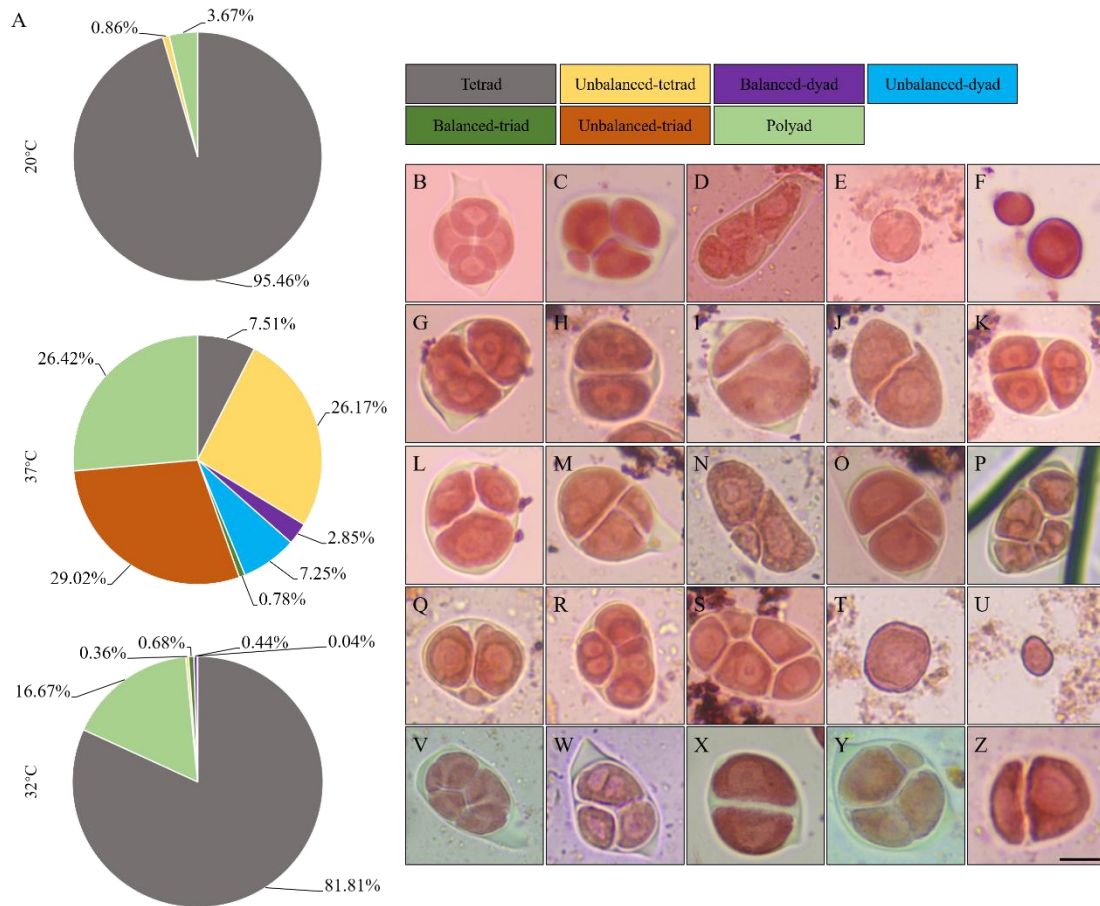 A
0.86%
3.67%
20°C
95.46%
7.51%
26.42%
26.17%
37°C
2.85%
7.25%
29.02%
0.78%
0.68%
0.44%
0.04%
0.36%
16.67%
32°C
81.81%
Tetrad Unbalanced-tetrad Balanced-dyad Unbalanced-dyad
Balanced-triad Unbalanced-triad Polyad
B C D E F
G H I J K
L M N O P
Q R S T U
V W X Y Z